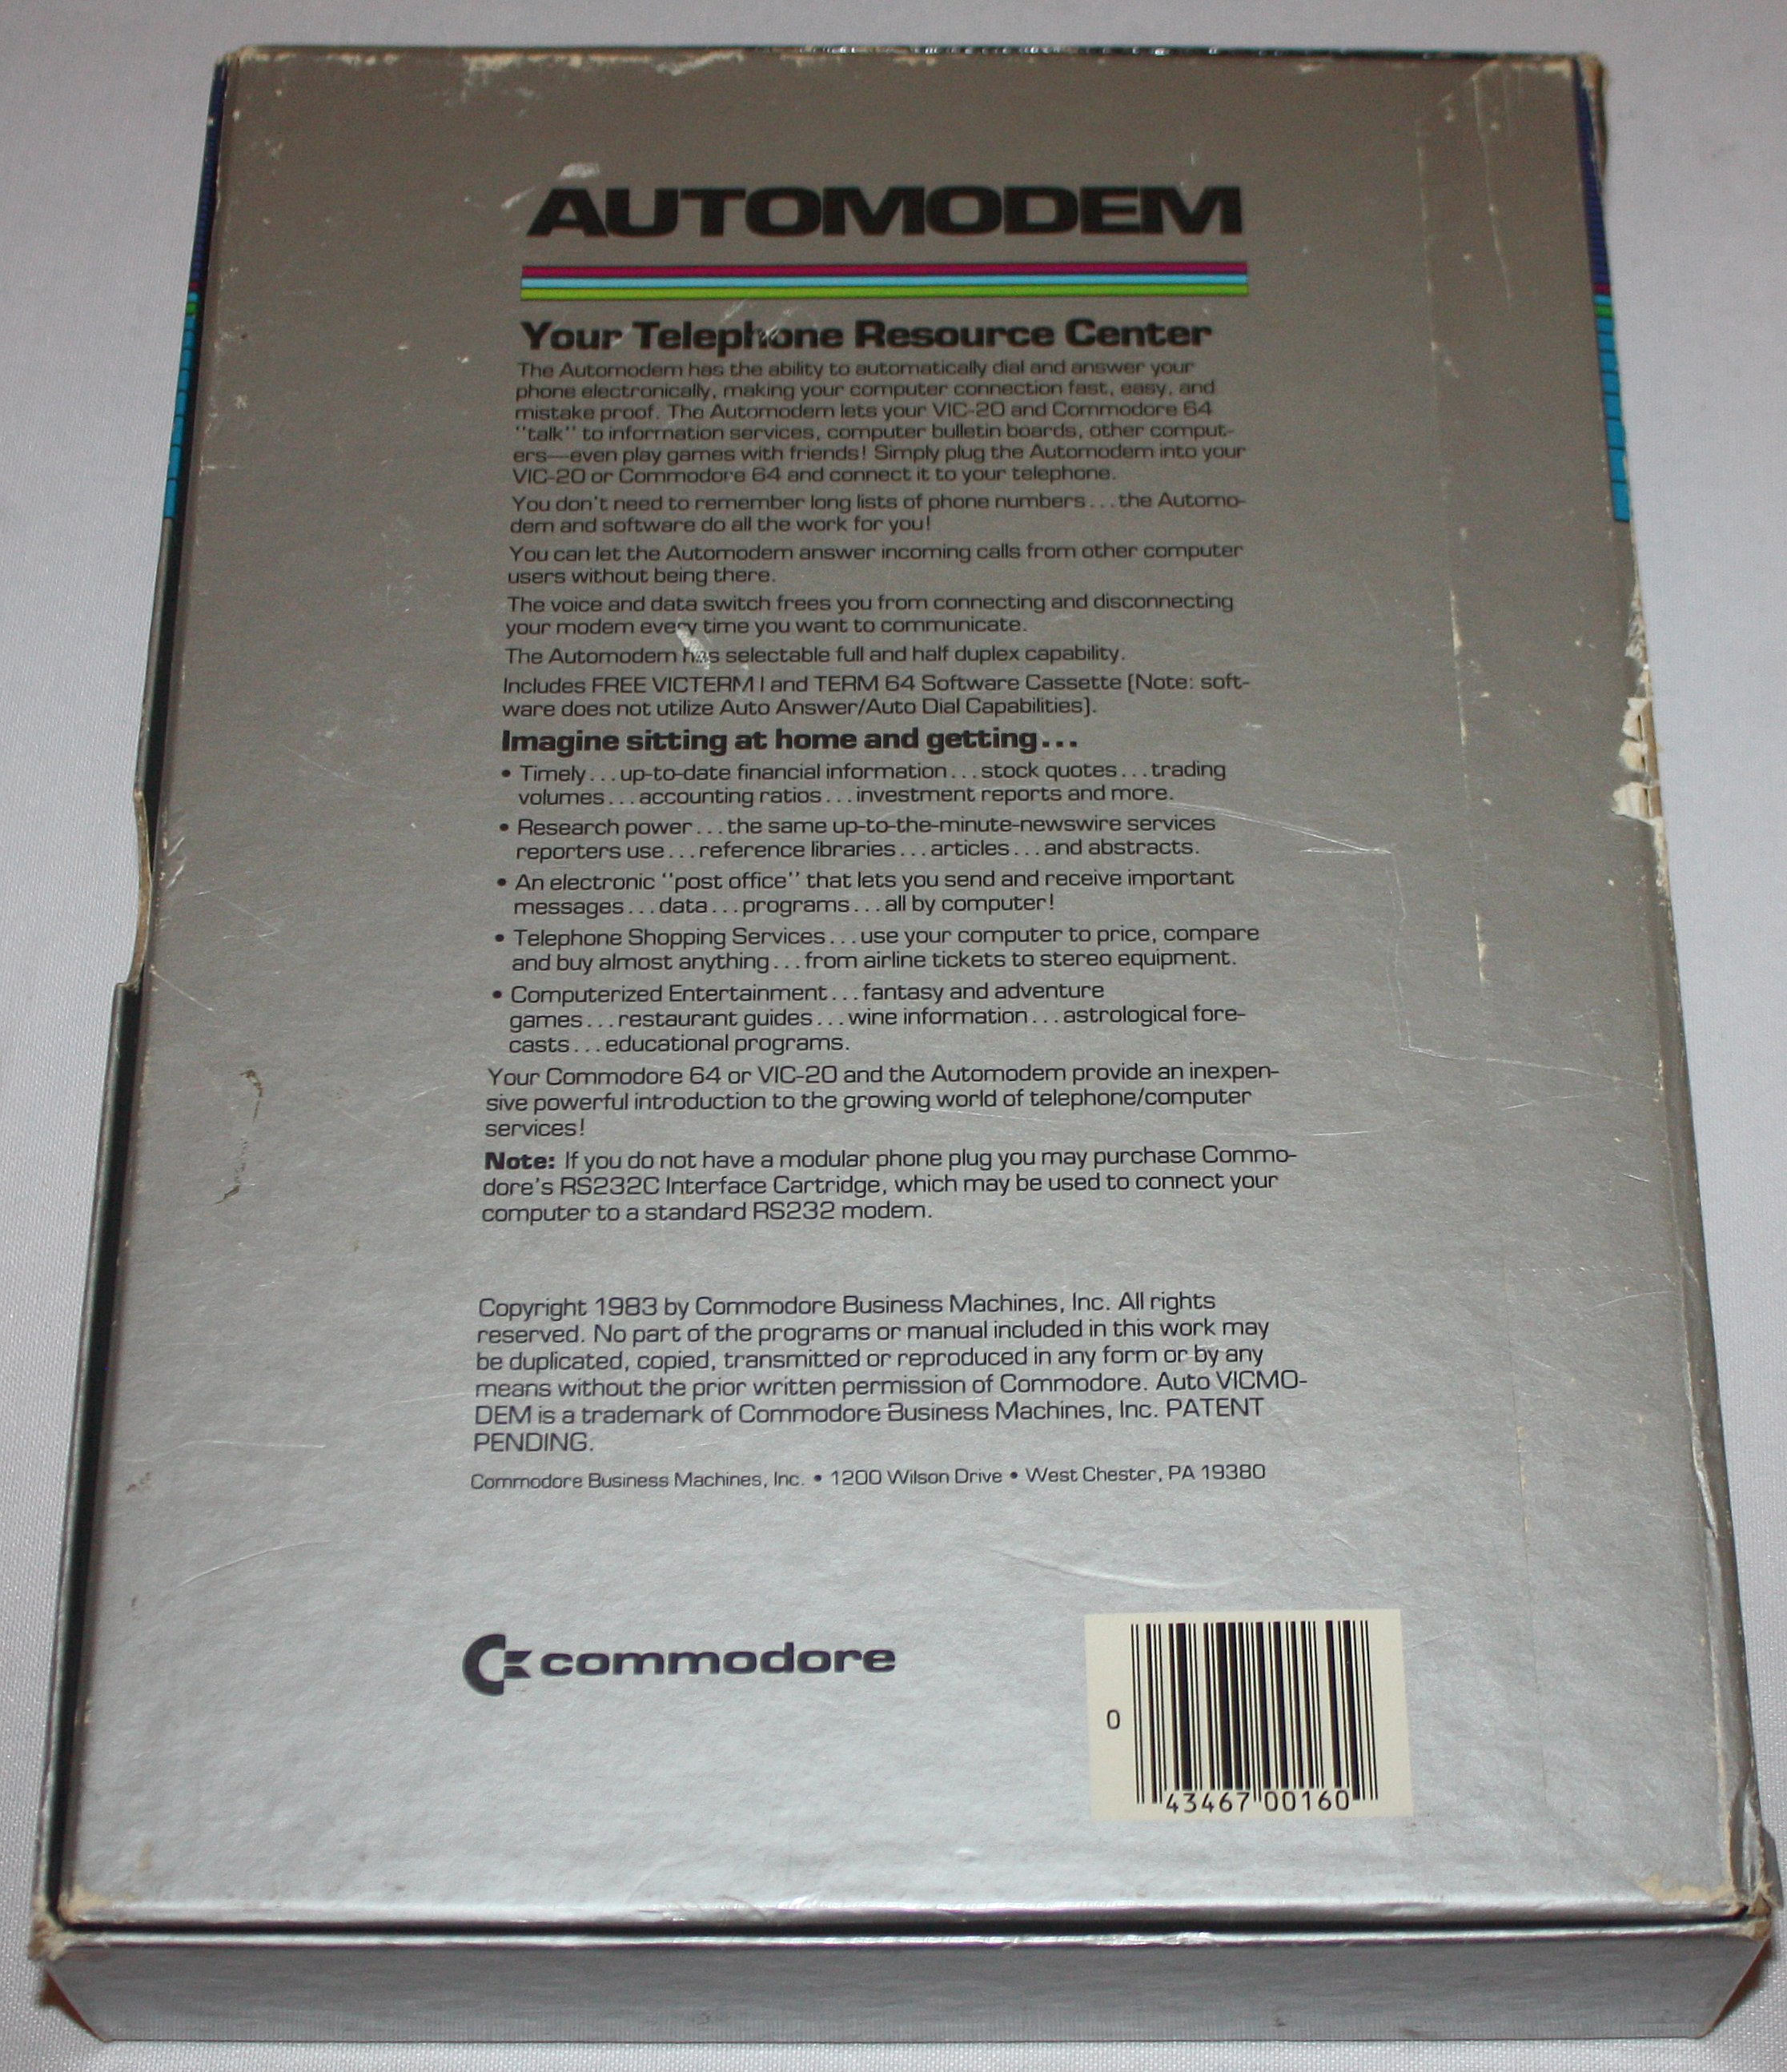 AUTOMODEM
Your Telephone Resource Center
The Automodem has the ability to automatically dial and answer your
phone electronically, making your computer connection fast, easy, and
mistake proof. The Automodem lets your VIC-20 and Commodore 64
"talk" to information services, computer bulletin boards, other comput-
ers—even play games with friends! Simply plug the Automodem into your
VIC-20 or Commodore 64 and connect it to your telephone.
You don't need to remember long lists of phone numbers...the Automo-
dem and software do all the work for you!
You can let the Automodem answer incoming calls from other computer
users without being there.
The voice and data switch frees you from connecting and disconnecting
your modem every time you want to communicate.
The Automodem has selectable full and half duplex capability.
Includes FREE VICTERM I and TERM 64 Software Cassette (Note: soft-
ware does not utilize Auto Answer/Auto Dial Capabilities).
Imagine sitting at home and getting...
• Timely...up-to-date financial information...stock quotes...trading
volumes...accounting ratios...investment reports and more.
• Research power...the same up-to-the-minute-newswire services
reporters use...reference libraries...articles...and abstracts.
• An electronic "post office" that lets you send and receive important
messages...data...programs...all by computer!
• Telephone Shopping Services...use your computer to price, compare
and buy almost anything...from airline tickets to stereo equipment.
• Computerized Entertainment...fantasy and adventure
games...restaurant guides...wine information...astrological fore-
casts...educational programs.
Your Commodore 64 or VIC-20 and the Automodem provide an inexpen-
sive powerful introduction to the growing world of telephone/computer
services!
Note: If you do not have a modular phone plug you may purchase Commo-
dore's RS232C Interface Cartridge, which may be used to connect your
computer to a standard RS232 modem.
Copyright 1983 by Commodore Business Machines, Inc. All rights
reserved. No part of the programs or manual included in this work may
be duplicated, copied, transmitted or reproduced in any form or by any
means without the prior written permission of Commodore. Auto VICMO-
DEM is a trademark of Commodore Business Machines, Inc. PATENT
PENDING.
Commodore Business Machines, Inc. • 1200 Wilson Drive • West Chester, PA 19380
commodore
0 43467 00160